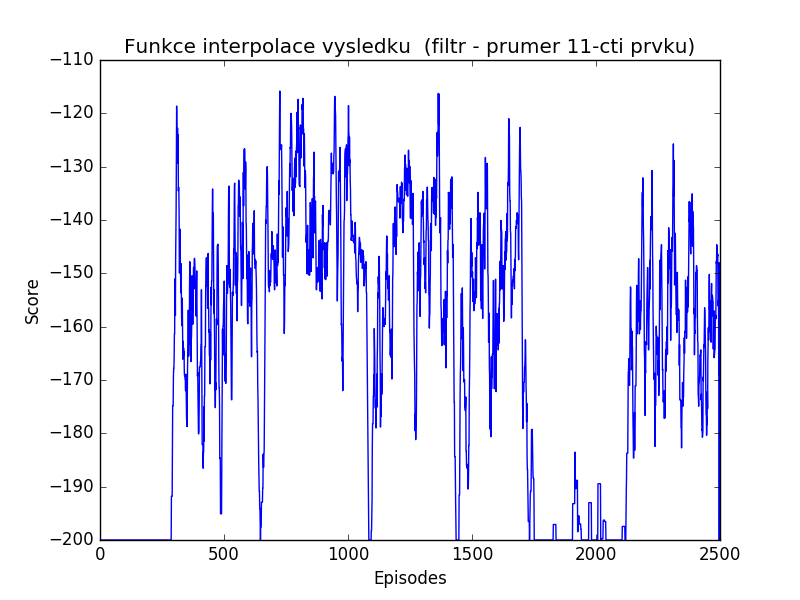 Funkce interpolace vysledku  (filtr - prumer 11-cti prvku)
−110
−120
−130
−140
−150
−160
−170
−180
−190
−200
Score
0 500 1000 1500 2000 2500
Episodes